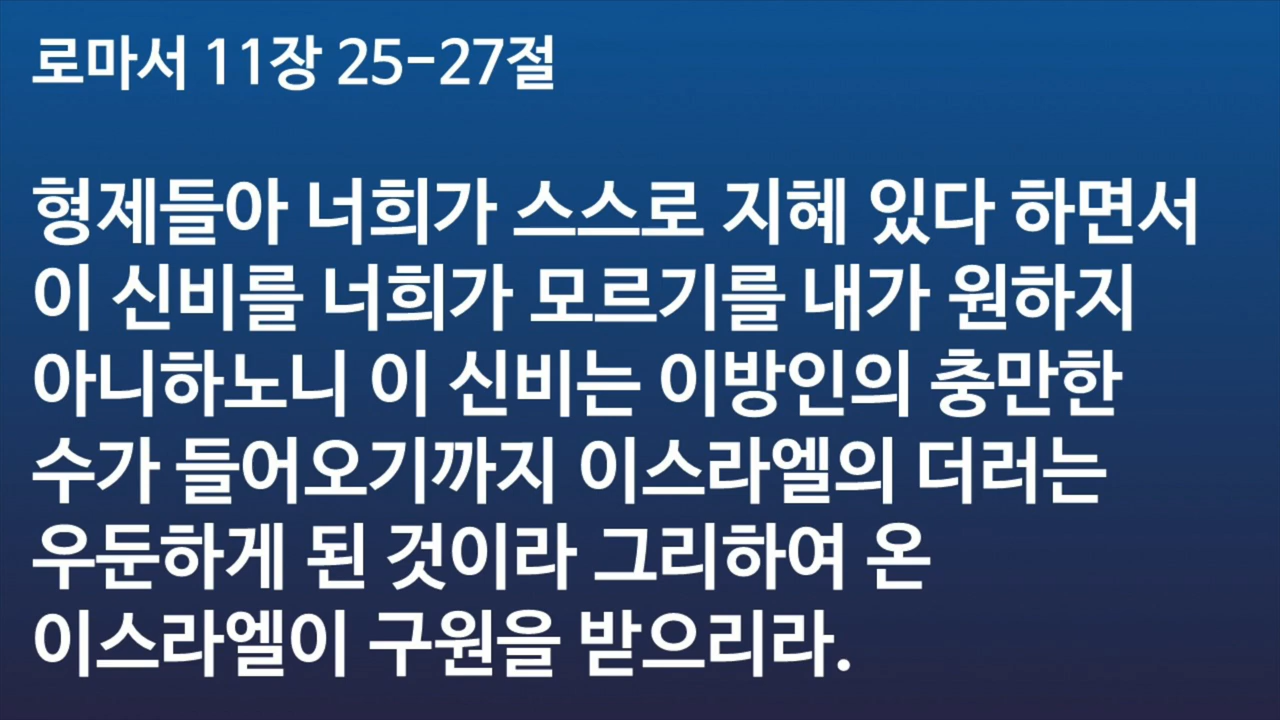 로마서 11장 25-27절
형제들아 너희가 스스로 지혜 있다 하면서
이 신비를 너희가 모르기를 내가 원하지
아니하노니 이 신비는 이방인의 충만한
수가 들어오기까지 이스라엘의 더러는
우둔하게 된 것이라 그리하여 온
이스라엘이 구원을 받으리라.